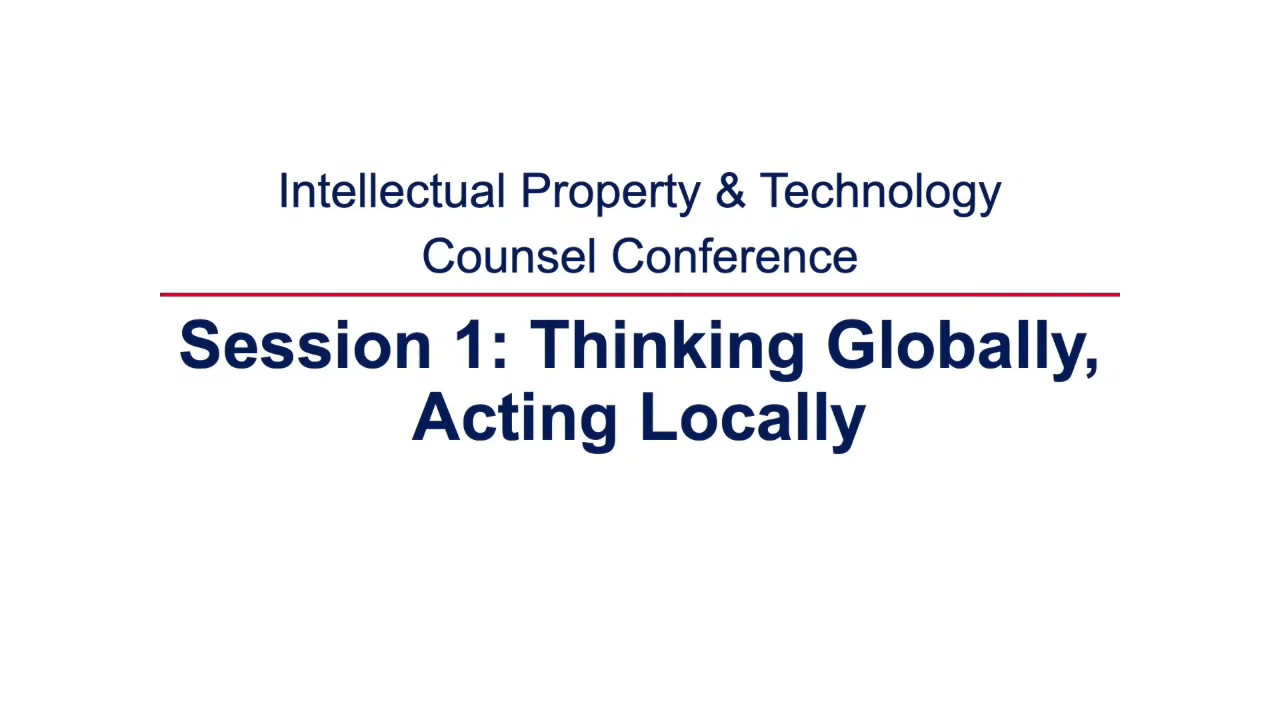 Intellectual Property & Technology
Counsel Conference
Session 1: Thinking Globally,
Acting Locally